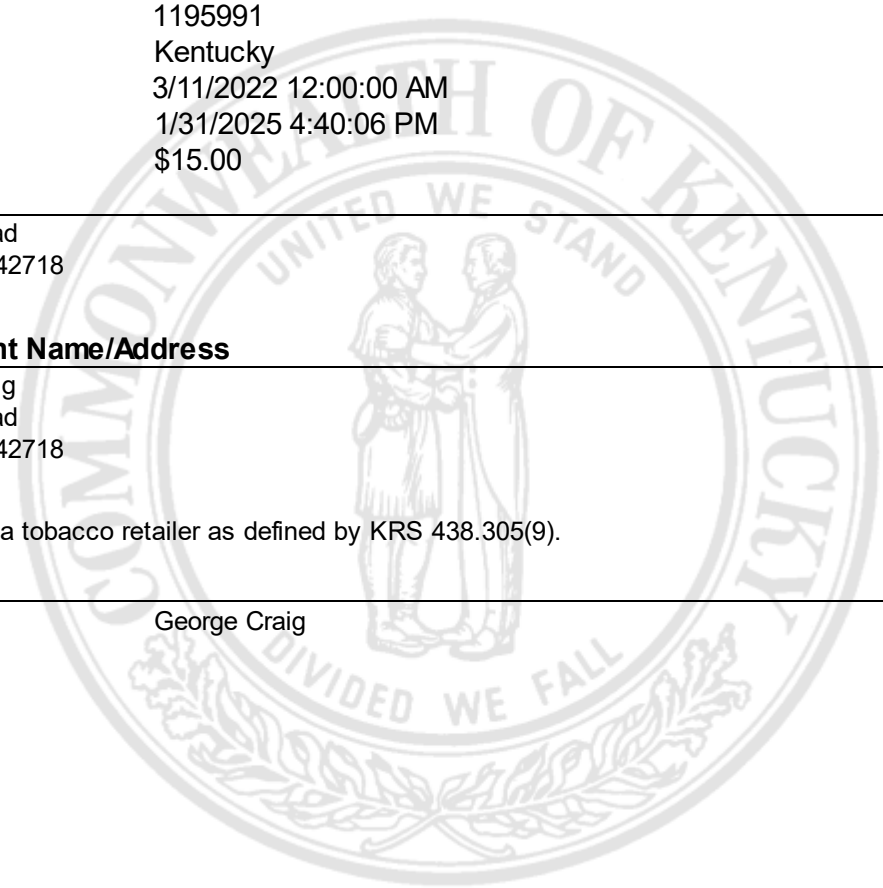 1195991
Kentucky
3/11/2022 12:00:00 AM
1/31/2025 4:40:06 PM
$15.00
ad
42718
nt Name/Address
g
ad
42718
a tobacco retailer as defined by KRS 438.305(9).
George Craig
COMMONWEALTH OF KENTUCKY
UNITED WE STAND
DIVIDED WE FALL